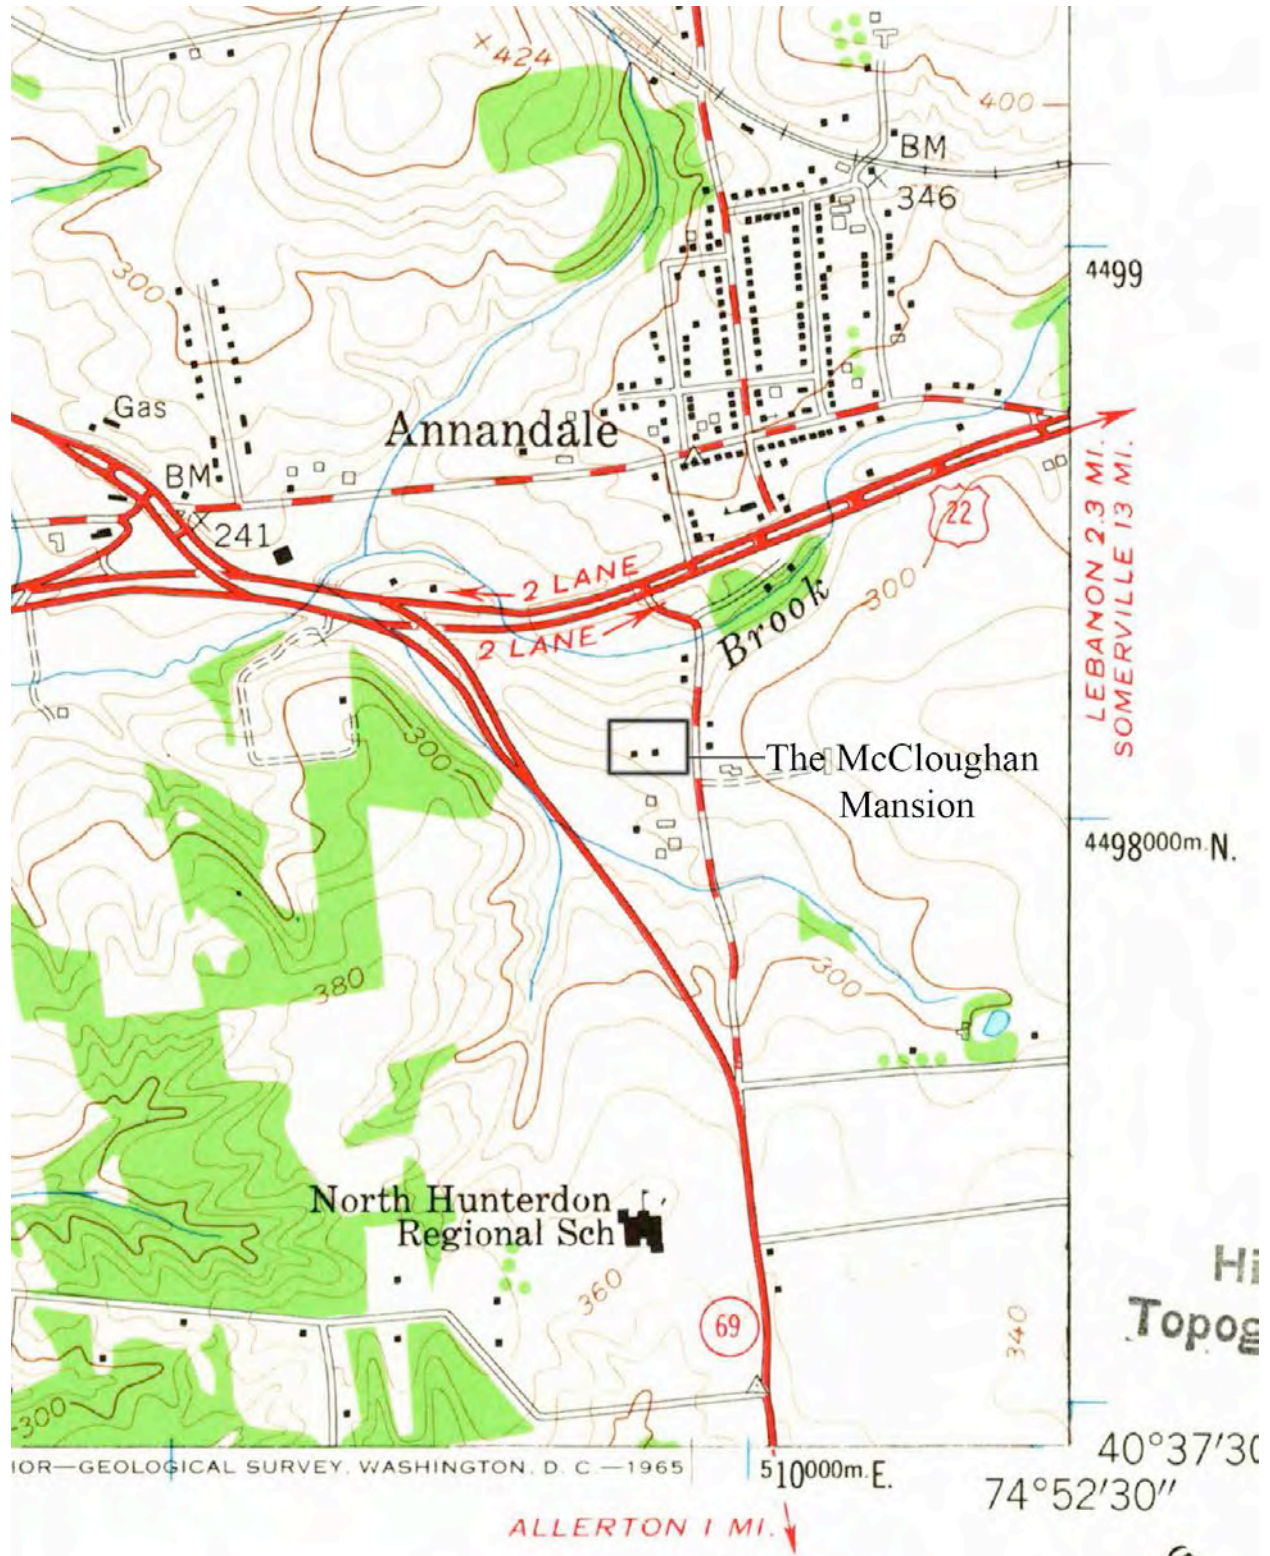 ×424
400
BM
346
4499
300
Gas
Annandale
BM
241
22
LEBANON 2.3 MI.
SOMERVILLE 13 MI.
2 LANE
2 LANE
300
Brook
300
The McCloughan
Mansion
4498000m. N.
380
300
North Hunterdon
Regional Sch
360
69
340
Topog
300
40°37'30
IOR—GEOLOGICAL SURVEY, WASHINGTON, D. C.—1965
510000m. E.
74°52'30"
ALLERTON 1 MI.